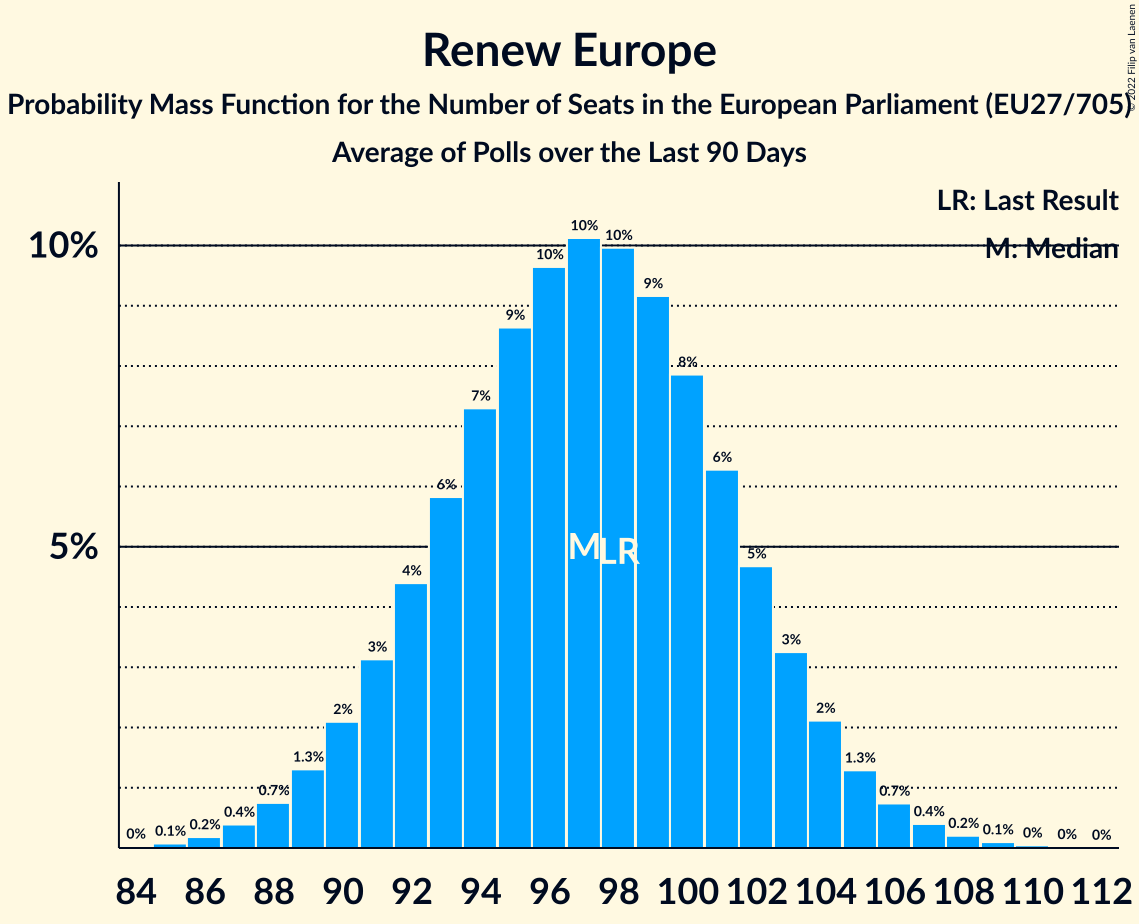 © 2022 Filip van Laenen
Renew Europe
Probability Mass Function for the Number of Seats in the European Parliament (EU27/705)
Average of Polls over the Last 90 Days
LR: Last Result
M: Median
10%
5%
0% 0.1% 0.2% 0.4% 0.7% 1.3% 2% 3% 4% 6% 7% 9% 10% 10% 10% 9% 8% 6% 5% 3% 2% 1.3% 0.7% 0.4% 0.2% 0.1% 0% 0% 0%
M LR
84 86 88 90 92 94 96 98 100 102 104 106 108 110 112